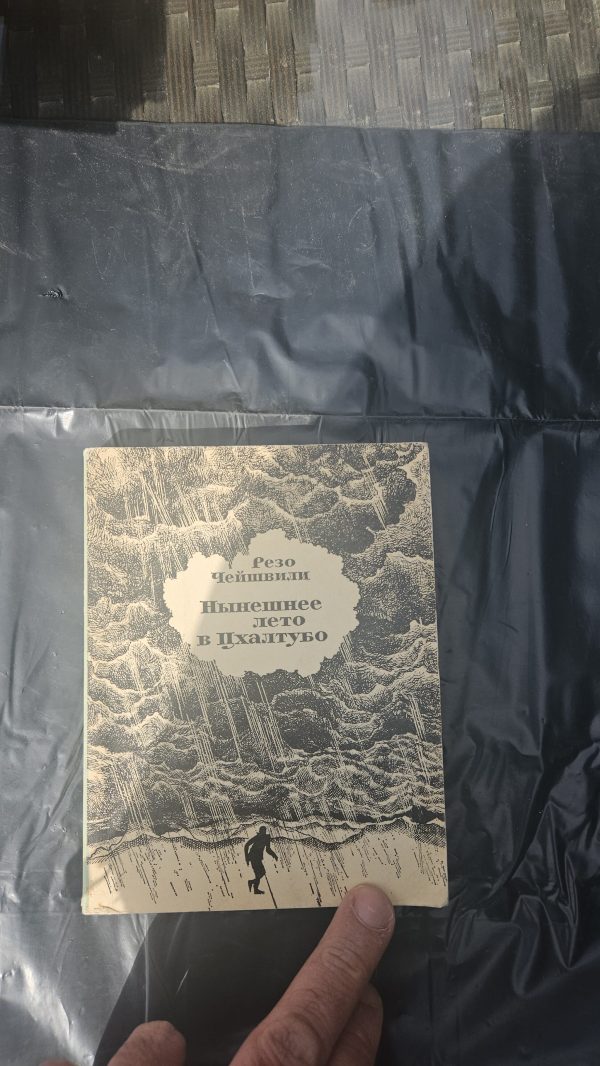 Резо
Чейшвили
Нынешнее
лето
в Цхалтубо